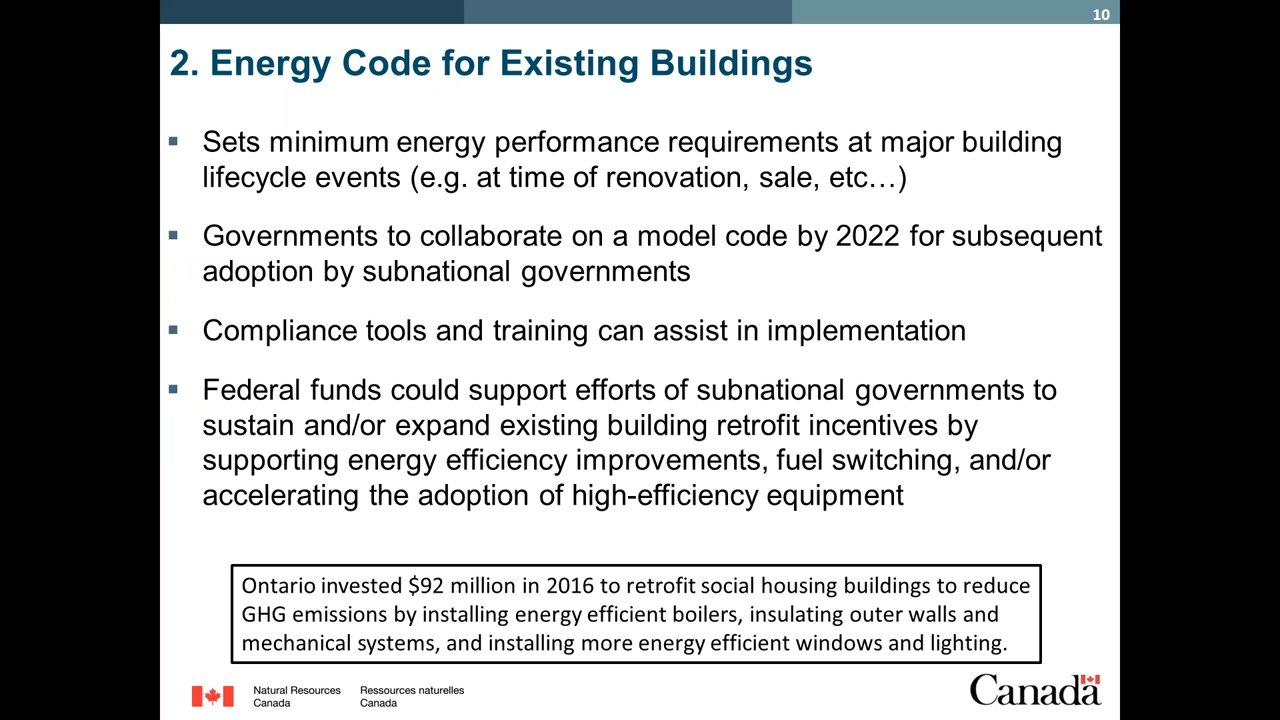 10
2. Energy Code for Existing Buildings
▪ Sets minimum energy performance requirements at major building
lifecycle events (e.g. at time of renovation, sale, etc…)
▪ Governments to collaborate on a model code by 2022 for subsequent
adoption by subnational governments
▪ Compliance tools and training can assist in implementation
▪ Federal funds could support efforts of subnational governments to
sustain and/or expand existing building retrofit incentives by
supporting energy efficiency improvements, fuel switching, and/or
accelerating the adoption of high-efficiency equipment
Ontario invested $92 million in 2016 to retrofit social housing buildings to reduce
GHG emissions by installing energy efficient boilers, insulating outer walls and
mechanical systems, and installing more energy efficient windows and lighting.
Natural Resources
Canada
Ressources naturelles
Canada
Canada